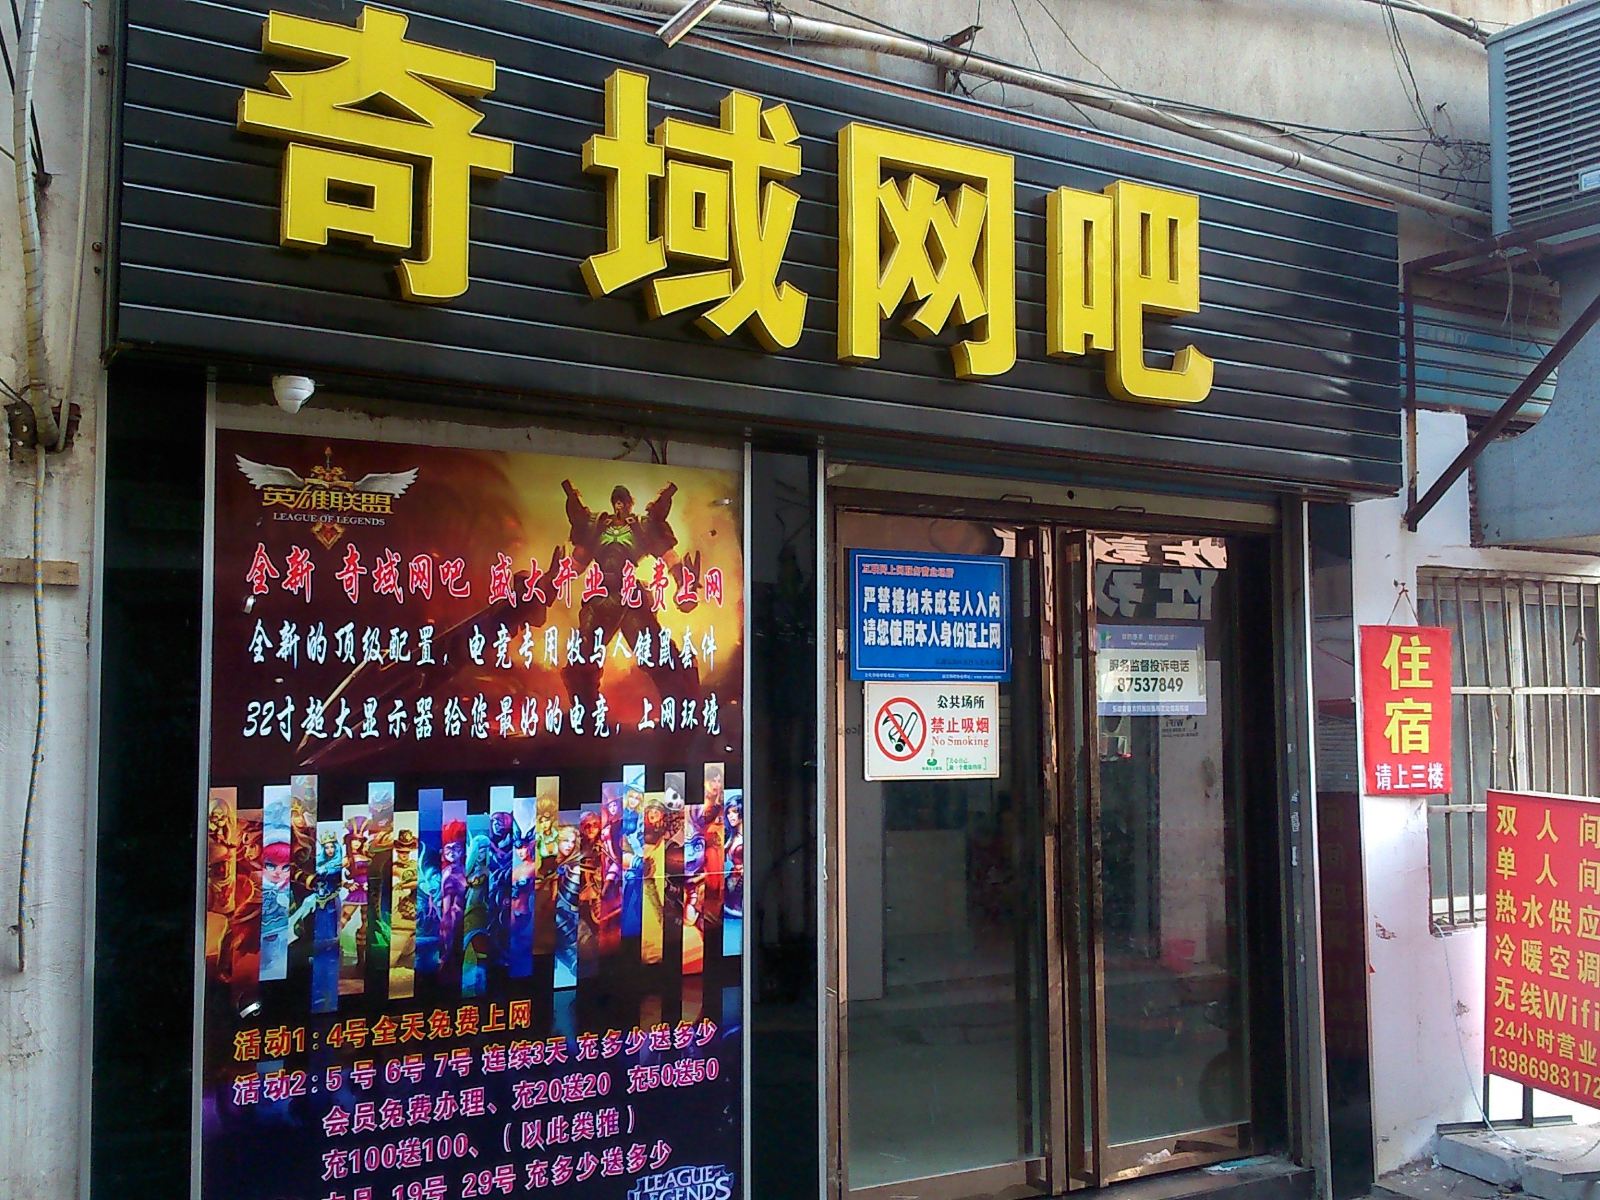 奇域网吧
英雄联盟
LEAGUE OF LEGENDS
全新 奇域网吧 盛大开业 免费上网
全新的顶级配置，电竞专用牧马人键鼠套件
32寸超大显示器给您最好的电竞，上网环境
活动1：4号全天免费上网
活动2：5号 6号 7号 连续3天 充多少送多少
会员免费办理、充20送20 充50送50
充100送100、（以此类推）
19号 29号 充多少送多少
LEAGUE
LEGENDS
互联网上网服务营业场所
严禁接纳未成年人入内
请您使用本人身份证上网
公共场所
禁止吸烟
No Smoking
服务监督投诉电话
87537849
住宿
请上三楼
双人间
单人间
热水供应
冷暖空调
无线Wifi
24小时营业
13986983172